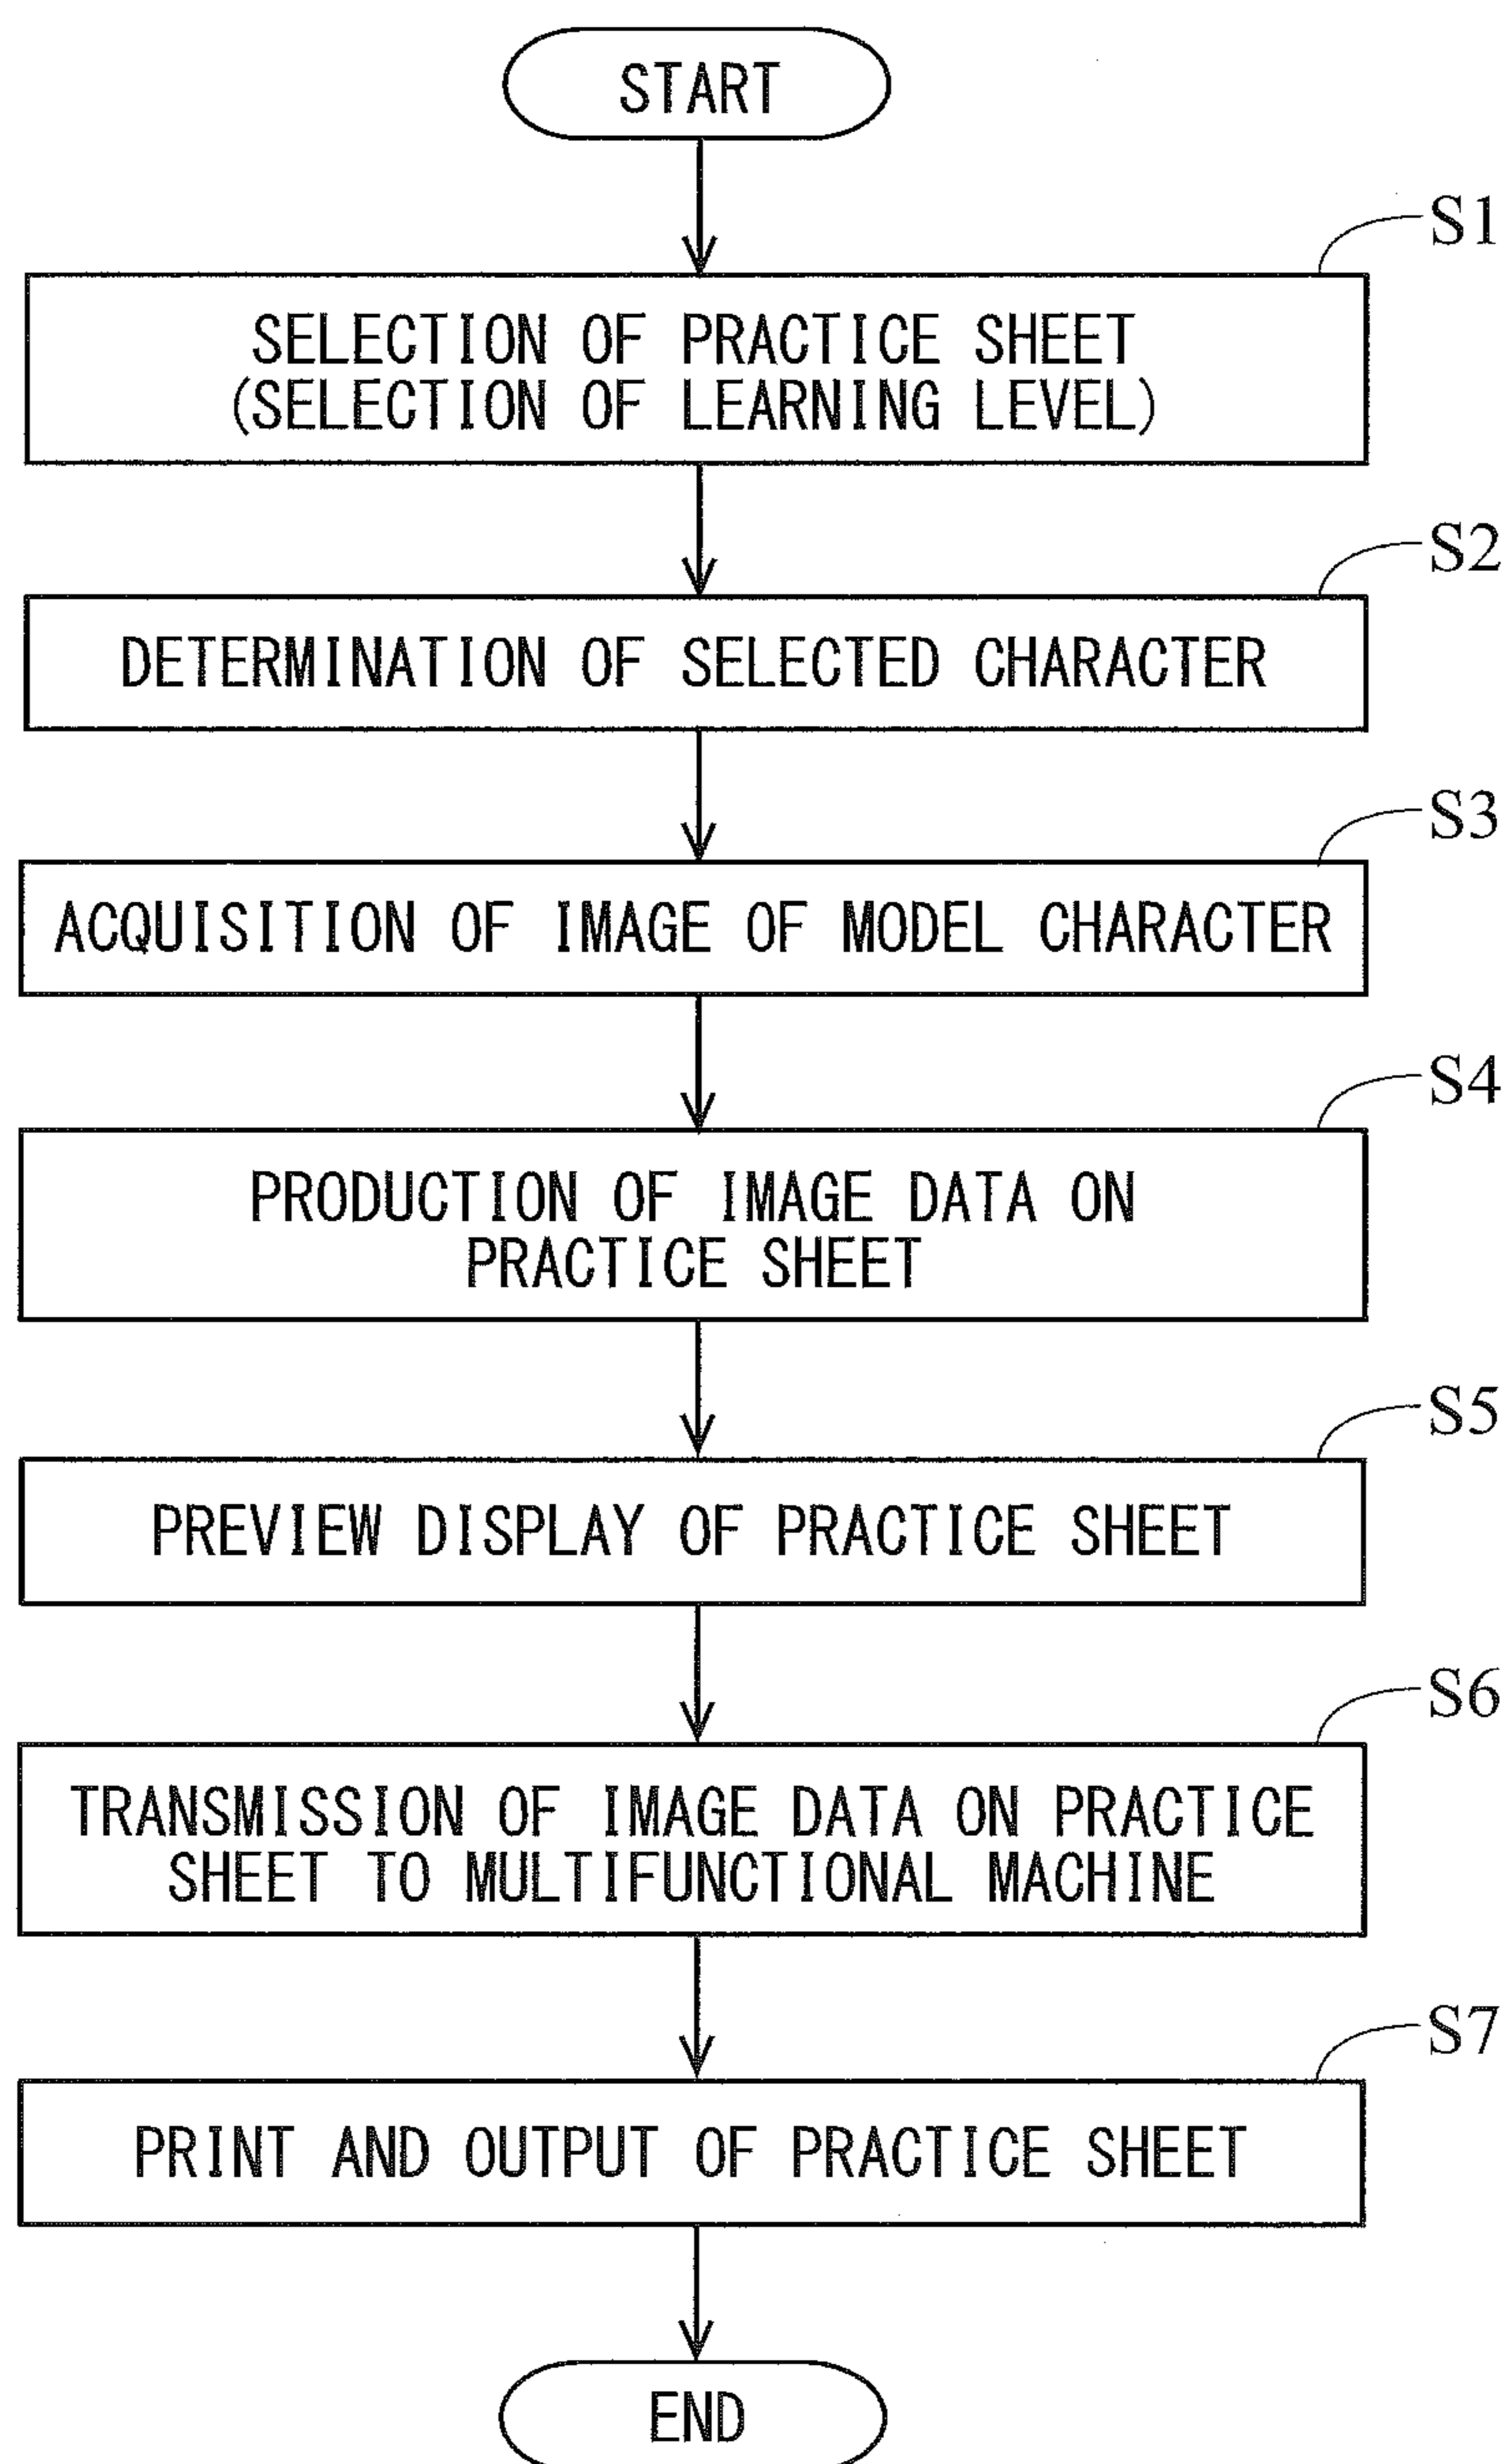 START
S1
SELECTION OF PRACTICE SHEET
(SELECTION OF LEARNING LEVEL)
S2
DETERMINATION OF SELECTED CHARACTER
S3
ACQUISITION OF IMAGE OF MODEL CHARACTER
S4
PRODUCTION OF IMAGE DATA ON
PRACTICE SHEET
S5
PREVIEW DISPLAY OF PRACTICE SHEET
S6
TRANSMISSION OF IMAGE DATA ON PRACTICE
SHEET TO MULTIFUNCTIONAL MACHINE
S7
PRINT AND OUTPUT OF PRACTICE SHEET
END